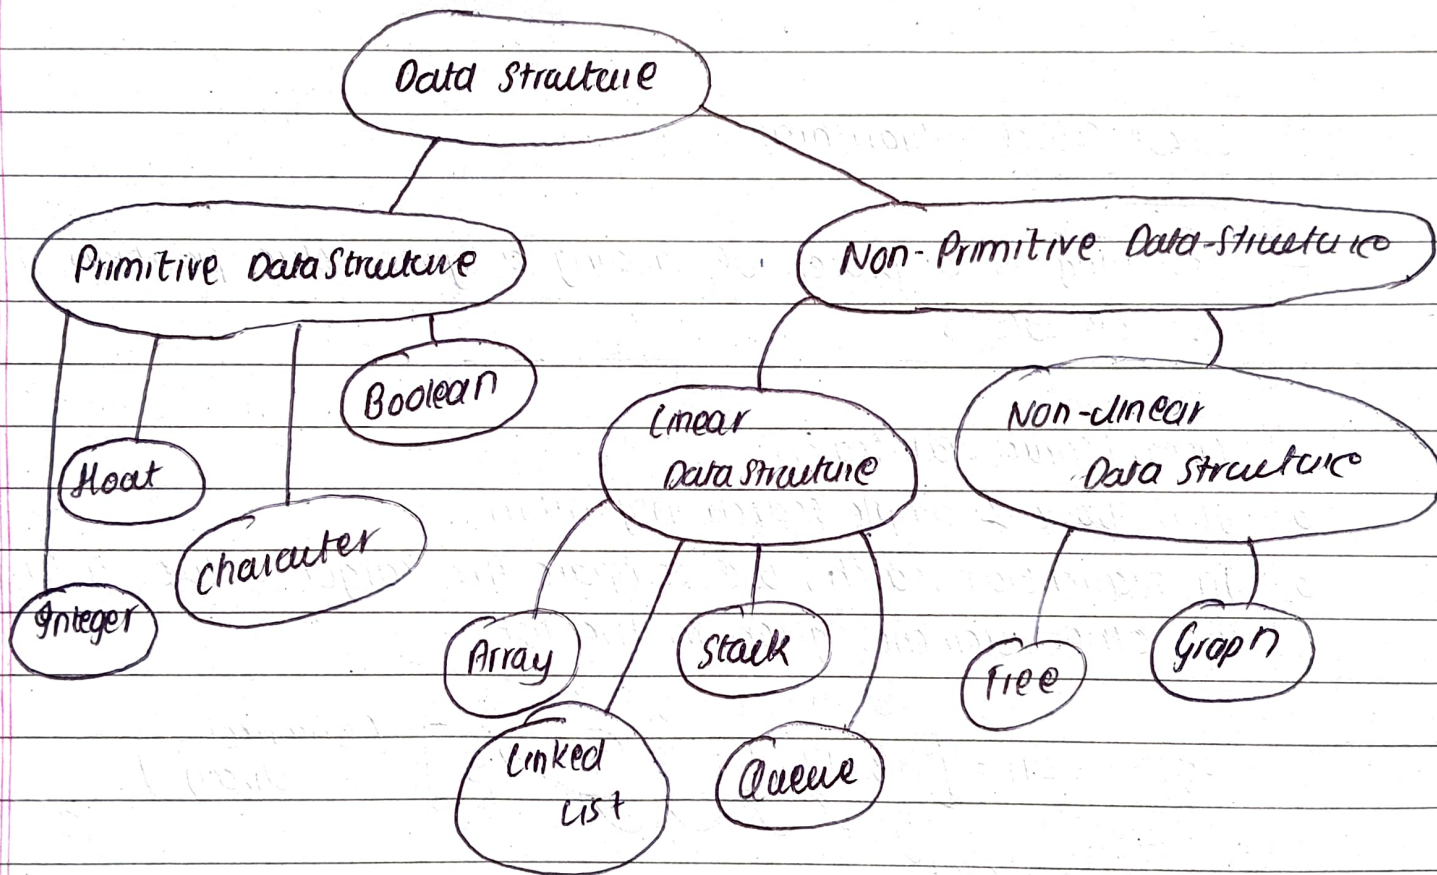 Data Structure
Primitive Data Structure
Non-Primitive Data-Structure
Boolean
Linear
Data Structure
Non-Linear
Data Structure
Float
Character
Integer
Array
Stack
Tree
Graph
Linked
List
Queue